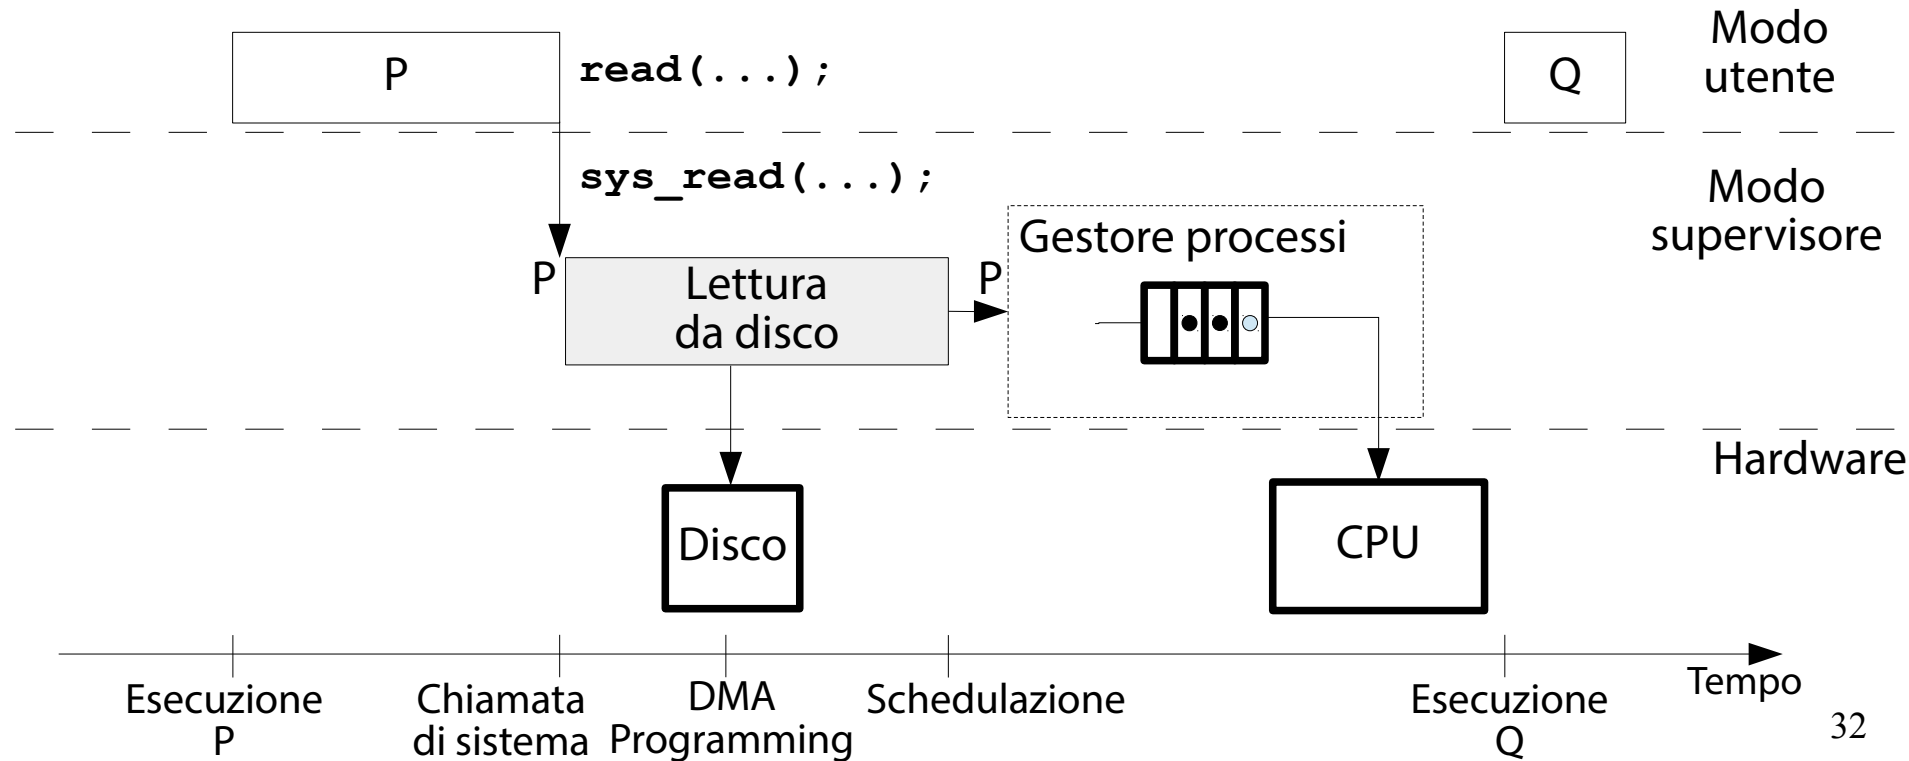 P
read(...);
Q
Modo
utente
sys_read(...);
Modo
supervisore
Gestore processi
P
Lettura
da disco
P
Hardware
Disco
CPU
Tempo
Esecuzione
P
Chiamata
di sistema
DMA
Programming
Schedulazione
Esecuzione
Q
32